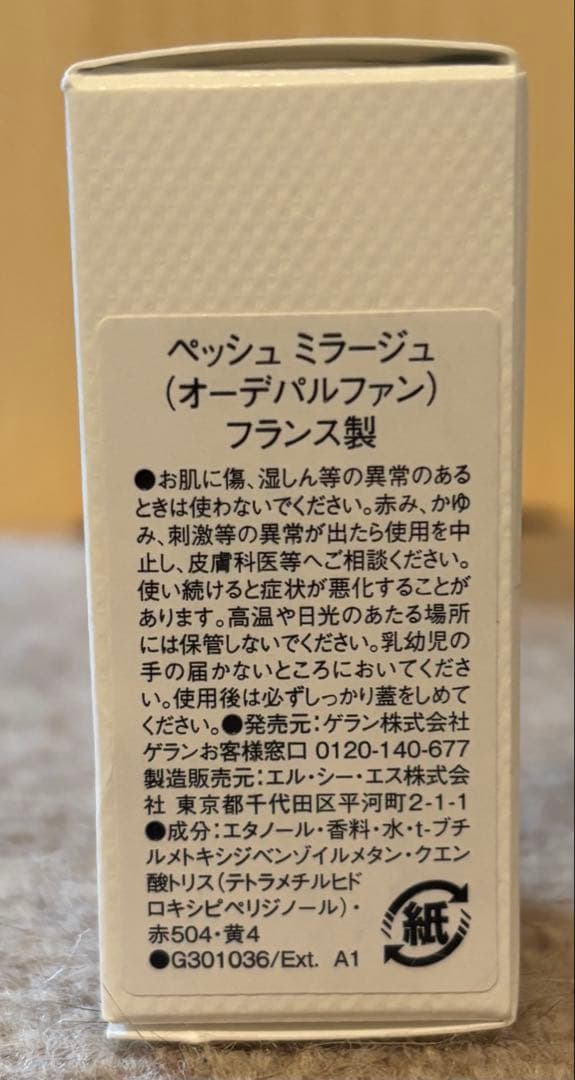 ペッシュ ミラージュ
(オーデパルファン)
フランス製
●お肌に傷、湿しん等の異常のある
ときは使わないでください。赤み、かゆ
み、刺激等の異常が出たら使用を中
止し、皮膚科医等へご相談ください。
使い続けると症状が悪化することが
あります。高温や日光のあたる場所
には保管しないでください。乳幼児の
手の届かないところにおいてくださ
い。使用後は必ずしっかり蓋をしめて
ください。●発売元:ゲラン株式会社
ゲランお客様窓口 0120-140-677
製造販売元:エル・シー・エス株式会
社 東京都千代田区平河町2-1-1
●成分:エタノール・香料・水・t-ブチ
ルメトキシジベンゾイルメタン・クエン
酸トリス(テトラメチルヒド
ロキシピペリジノール)・
赤504・黄4
●G301036/Ext. A1
紙